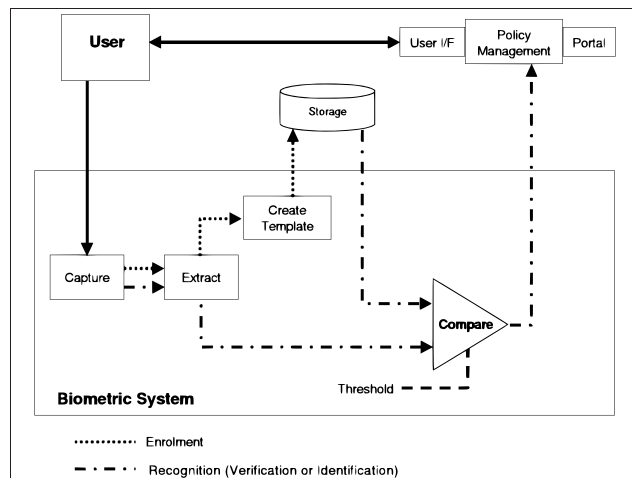 User
User I/F
Policy
Management
Portal
Storage
Create
Template
Capture
Extract
Compare
Threshold
Biometric System
Enrolment
Recognition (Verification or Identification)